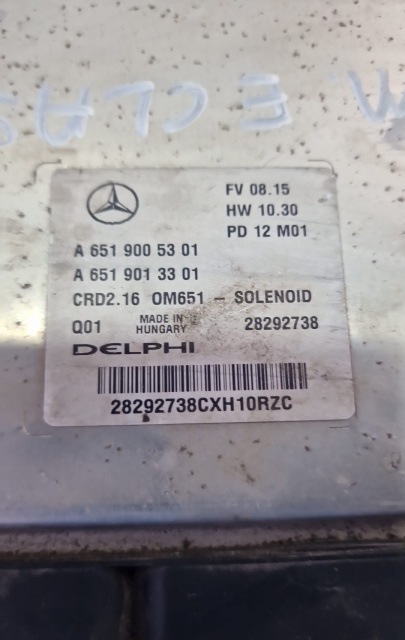 M. ECLAS
FV 08.15
HW 10.30
PD 12 M01
A 651 900 53 01
A 651 901 33 01
CRD2.16 OM651 - SOLENOID
Q01 MADE IN HUNGARY 28292738
DELPHI
28292738CXH10RZC